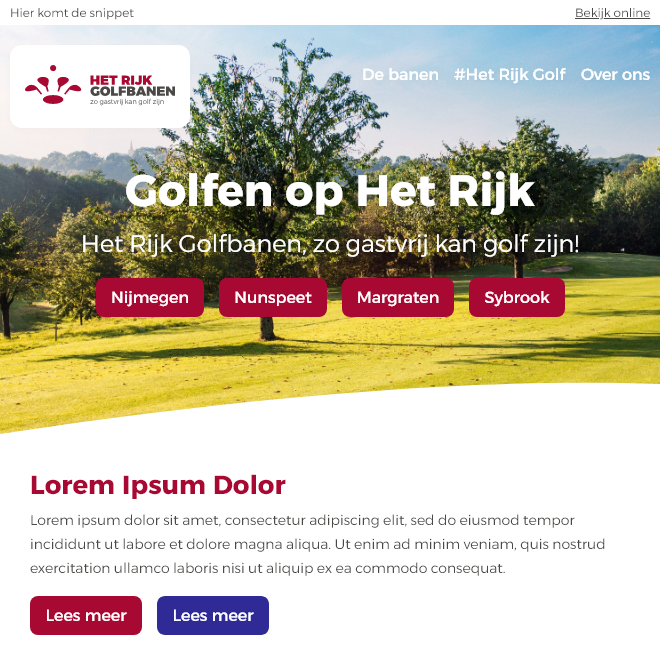 Hier komt de snippet
Bekijk online
HET RIJK
GOLFBANEN
zo gastvrij kan golf zijn
De banen
#Het Rijk Golf
Over ons
Golfen op Het Rijk
Het Rijk Golfbanen, zo gastvrij kan golf zijn!
Nijmegen
Nunspeet
Margraten
Sybrook
Lorem Ipsum Dolor
Lorem ipsum dolor sit amet, consectetur adipiscing elit, sed do eiusmod tempor
incididunt ut labore et dolore magna aliqua. Ut enim ad minim veniam, quis nostrud
exercitation ullamco laboris nisi ut aliquip ex ea commodo consequat.
Lees meer
Lees meer